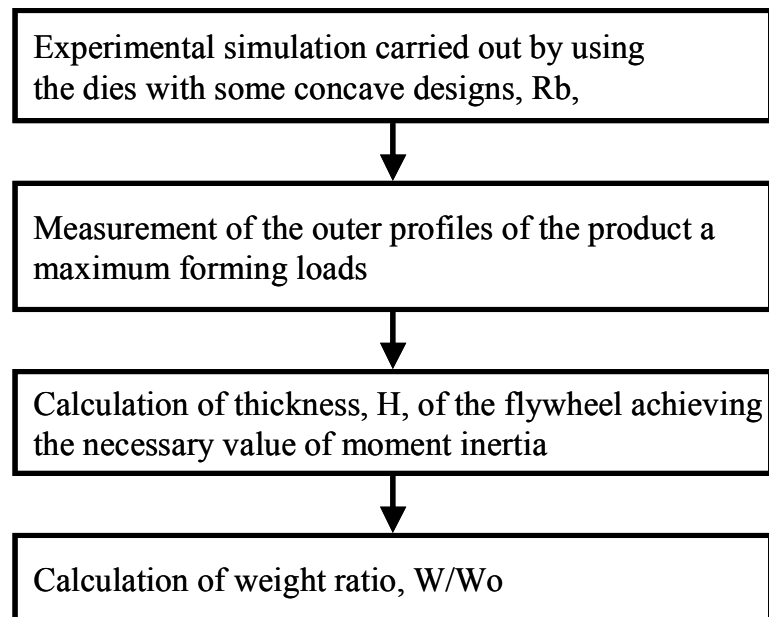 Experimental simulation carried out by using
the dies with some concave designs, Rb,
Measurement of the outer profiles of the product a
maximum forming loads
Calculation of thickness, H, of the flywheel achieving
the necessary value of moment inertia
Calculation of weight ratio, W/Wo